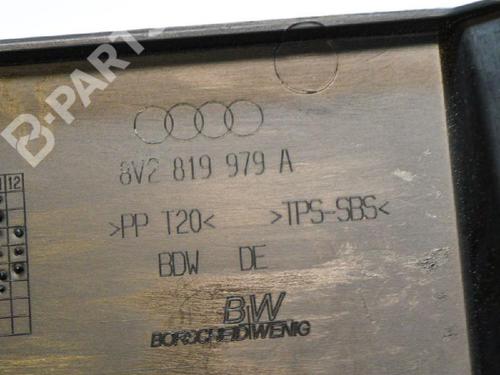 B-PARTS
8V2 819 979 A
12
>PP T20< >TPS-SBS<
BDW DE
BW
BORSCHEIDWENIG